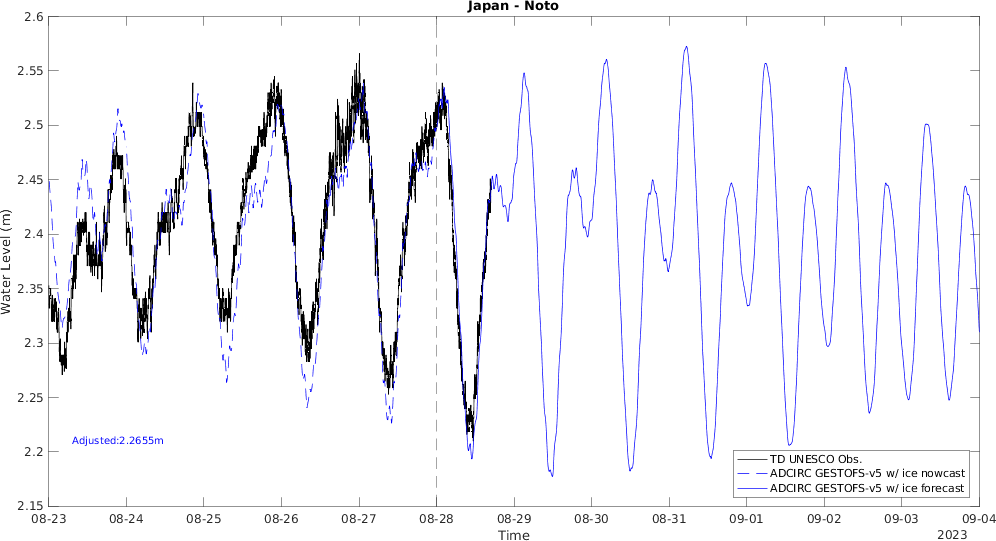 Japan - Noto
2.6
2.55
2.5
2.45
2.4
2.35
2.3
2.25
2.2
2.15
Water Level (m)
Adjusted:2.2655m
TD UNESCO Obs.
ADCIRC GESTOFS-v5 w/ ice nowcast
ADCIRC GESTOFS-v5 w/ ice forecast
08-23 08-24 08-25 08-26 08-27 08-28 08-29 08-30 08-31 09-01 09-02 09-03 09-04
Time
2023